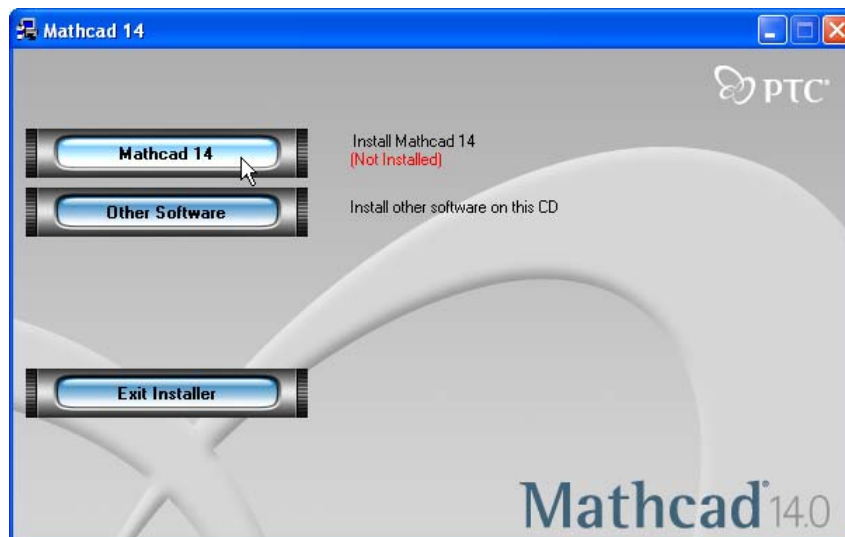 Mathcad 14
PTC®
Mathcad 14
Install Mathcad 14
(Not Installed)
Other Software
Install other software on this CD
Exit Installer
Mathcad® 14.0